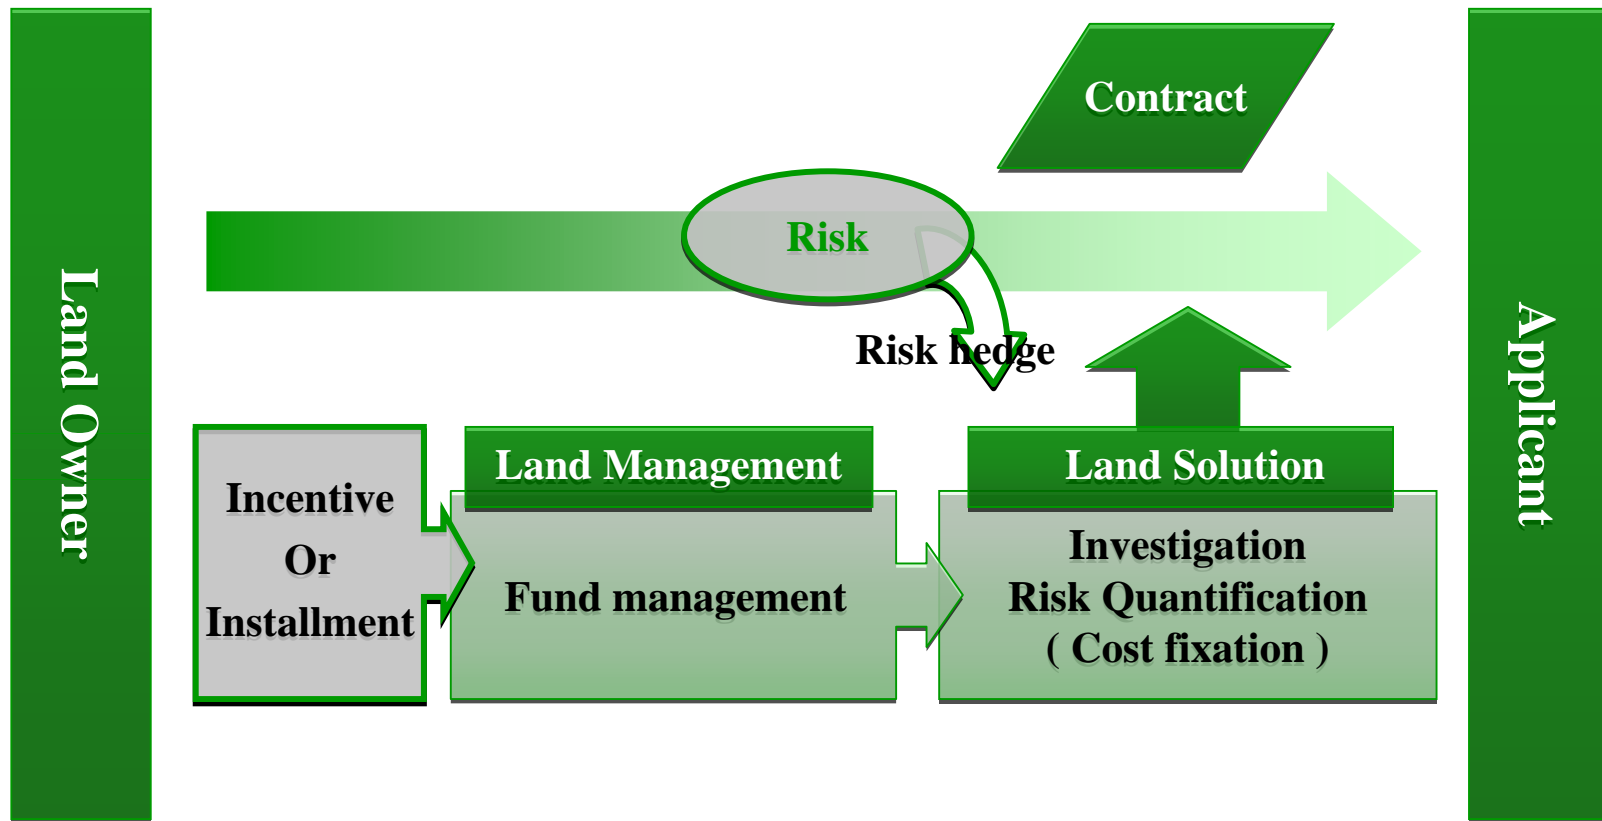 Land Owner
Contract
Risk
Risk hedge
Applicant
Land Management
Land Solution
Incentive
Or
Installment
Fund management
Investigation
Risk Quantification
( Cost fixation )